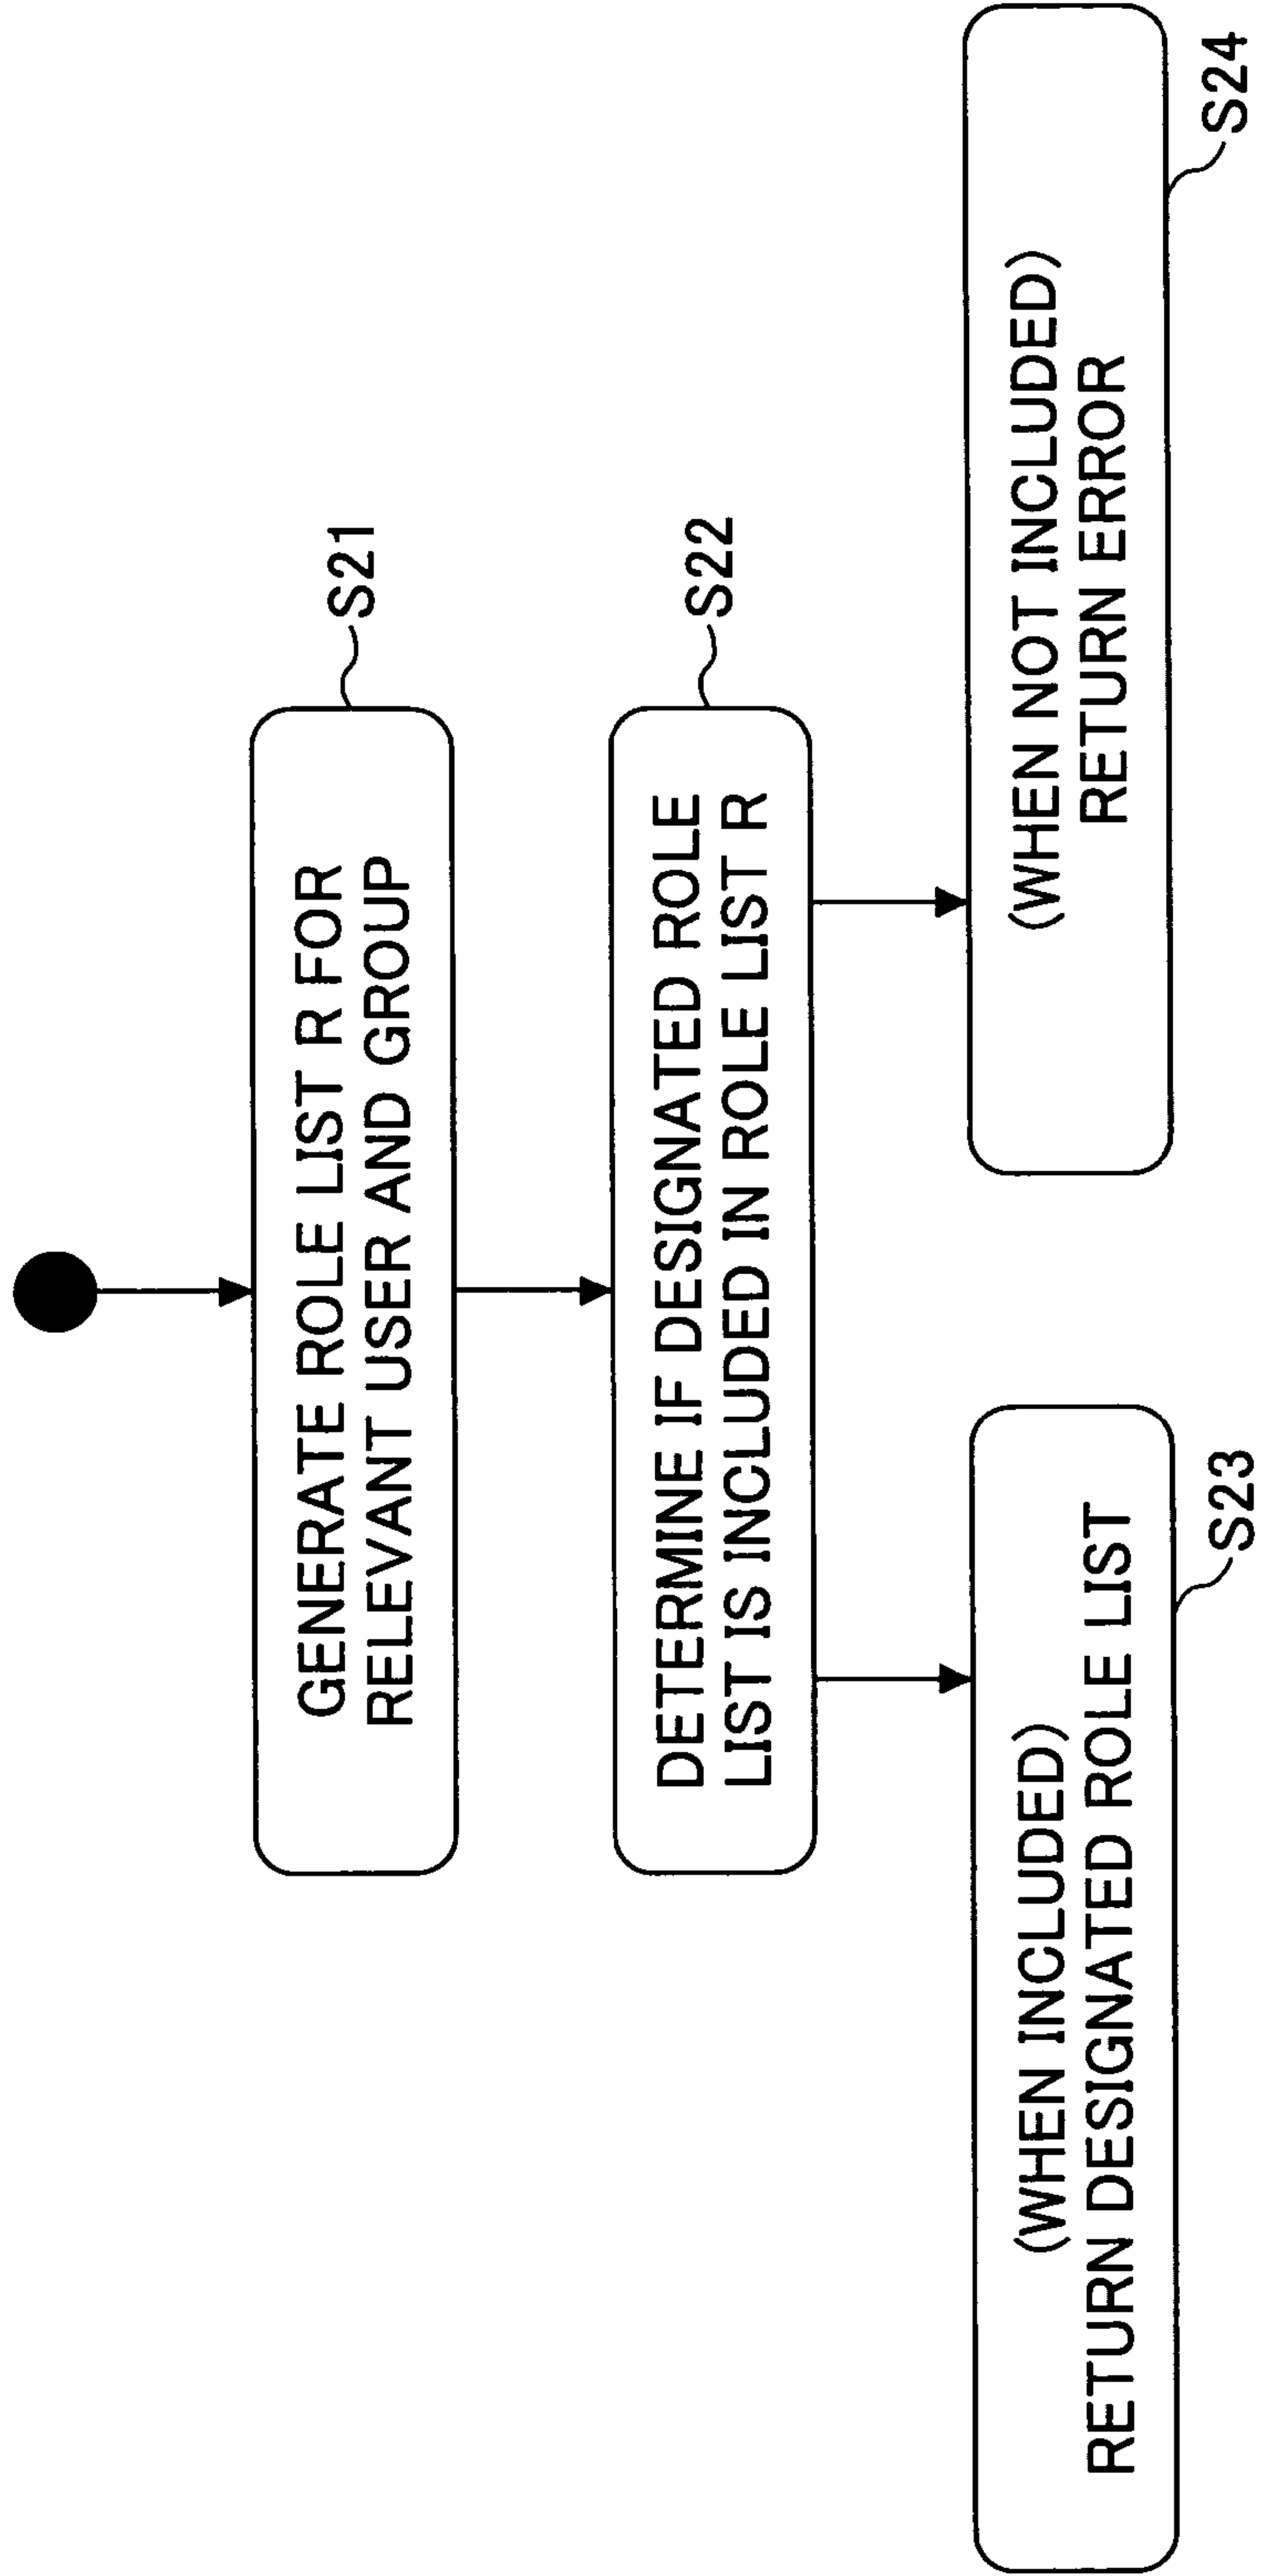 GENERATE ROLE LIST R FOR
RELEVANT USER AND GROUP
S21
DETERMINE IF DESIGNATED ROLE
LIST IS INCLUDED IN ROLE LIST R
S22
(WHEN INCLUDED)
RETURN DESIGNATED ROLE LIST
S23
(WHEN NOT INCLUDED)
RETURN ERROR
S24